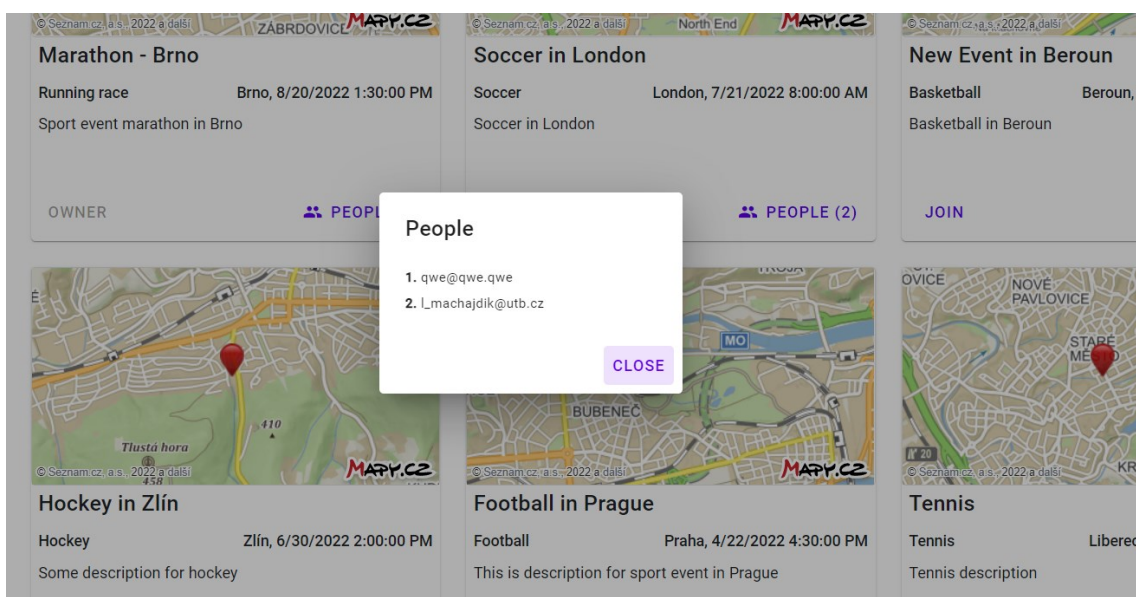 © Seznam.cz, a.s., 2022 a další
ZÁBRDOVICE
MAPY.CZ
© Seznam.cz, a.s., 2022 a další
North End
MAPY.CZ
© Seznam.cz, a.s., 2022 a další
Marathon - Brno
Soccer in London
New Event in Beroun
Running race
Brno, 8/20/2022 1:30:00 PM
Soccer
London, 7/21/2022 8:00:00 AM
Basketball
Beroun,
Sport event marathon in Brno
Soccer in London
Basketball in Beroun
OWNER
PEOPL
PEOPLE (2)
JOIN
People
1. qwe@qwe.qwe
2. l_machajdik@utb.cz
CLOSE
TROJA
MO
BUBENEČ
OVICE
NOVÉ
PAVLOVICE
STARÉ
MĚSTO
20
KR
410
Tlustá hora
458
© Seznam.cz, a.s., 2022 a další
MAPY.CZ
© Seznam.cz, a.s., 2022 a další
MAPY.CZ
© Seznam.cz, a.s., 2022 a další
Hockey in Zlín
Football in Prague
Tennis
Hockey
Zlín, 6/30/2022 2:00:00 PM
Football
Praha, 4/22/2022 4:30:00 PM
Tennis
Liberec
Some description for hockey
This is description for sport event in Prague
Tennis description